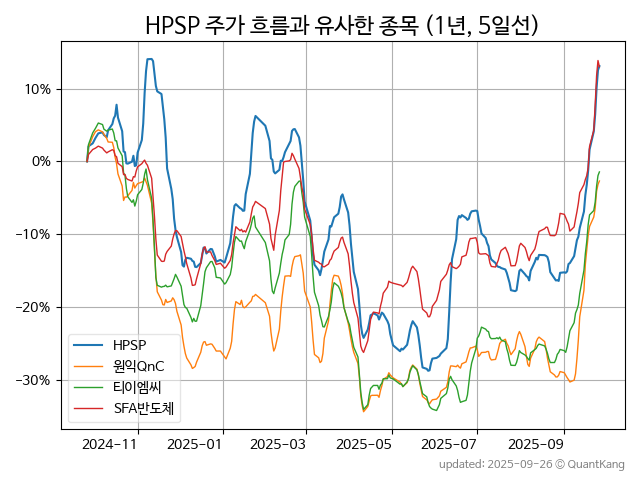 HPSP 주가 흐름과 유사한 종목 (1년, 5일선)
10%
0%
−10%
−20%
−30%
HPSP
원익QnC
티이엠씨
SFA반도체
2024-11
2025-01
2025-03
2025-05
2025-07
2025-09
updated: 2025-09-26 © QuantKang